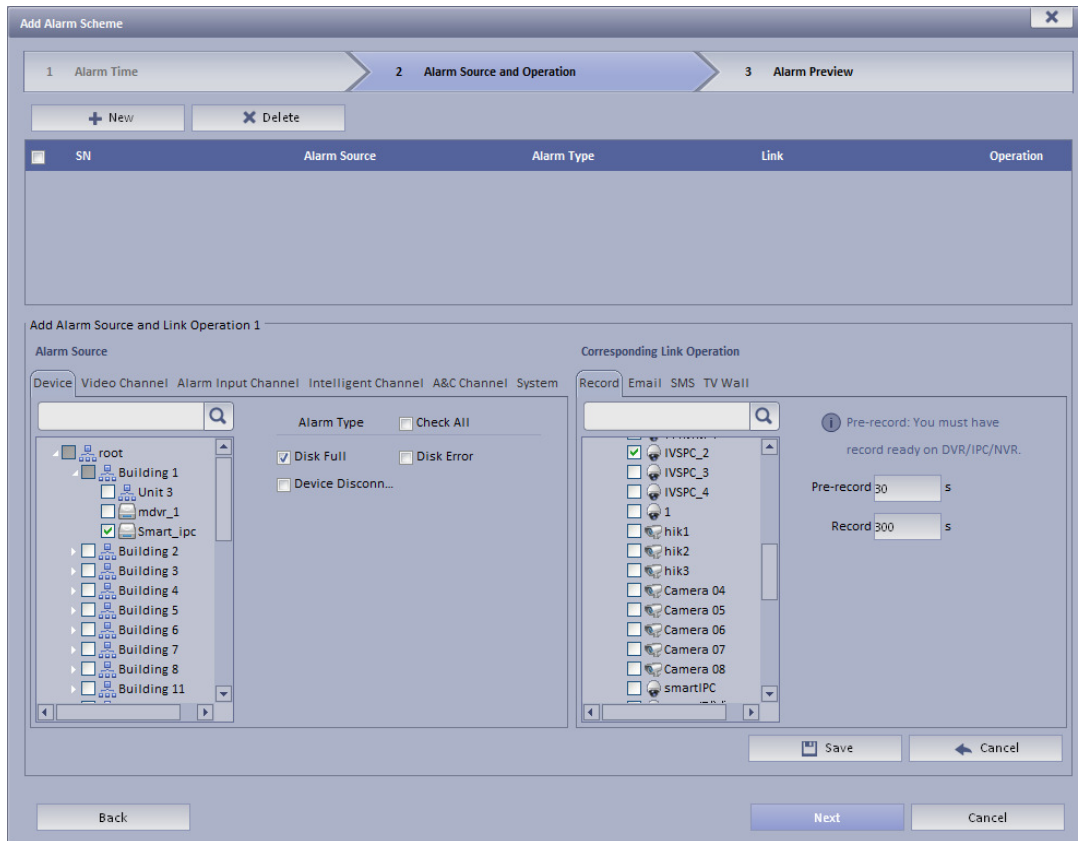 Add Alarm Scheme
1 Alarm Time
2 Alarm Source and Operation
3 Alarm Preview
New
Delete
SN Alarm Source Alarm Type Link Operation
Add Alarm Source and Link Operation 1
Alarm Source
Device Video Channel Alarm Input Channel Intelligent Channel A&C Channel System
Alarm Type
Check All
Disk Full
Disk Error
Device Disconn...
root
Building 1
Unit 3
mdvr_1
Smart_ipc
Building 2
Building 3
Building 4
Building 5
Building 6
Building 7
Building 8
Building 11
Corresponding Link Operation
Record Email SMS TV Wall
IVSPC_2
IVSPC_3
IVSPC_4
1
hik1
hik2
hik3
Camera 04
Camera 05
Camera 06
Camera 07
Camera 08
smartIPC
Pre-record: You must have
record ready on DVR/IPC/NVR.
Pre-record 30 s
Record 300 s
Save
Cancel
Back
Next
Cancel